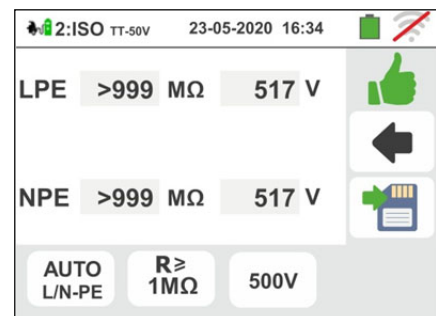 2:ISO TT-50V 23-05-2020 16:34
LPE >999 MΩ 517 V
NPE >999 MΩ 517 V
AUTO L/N-PE
R≥ 1MΩ
500V